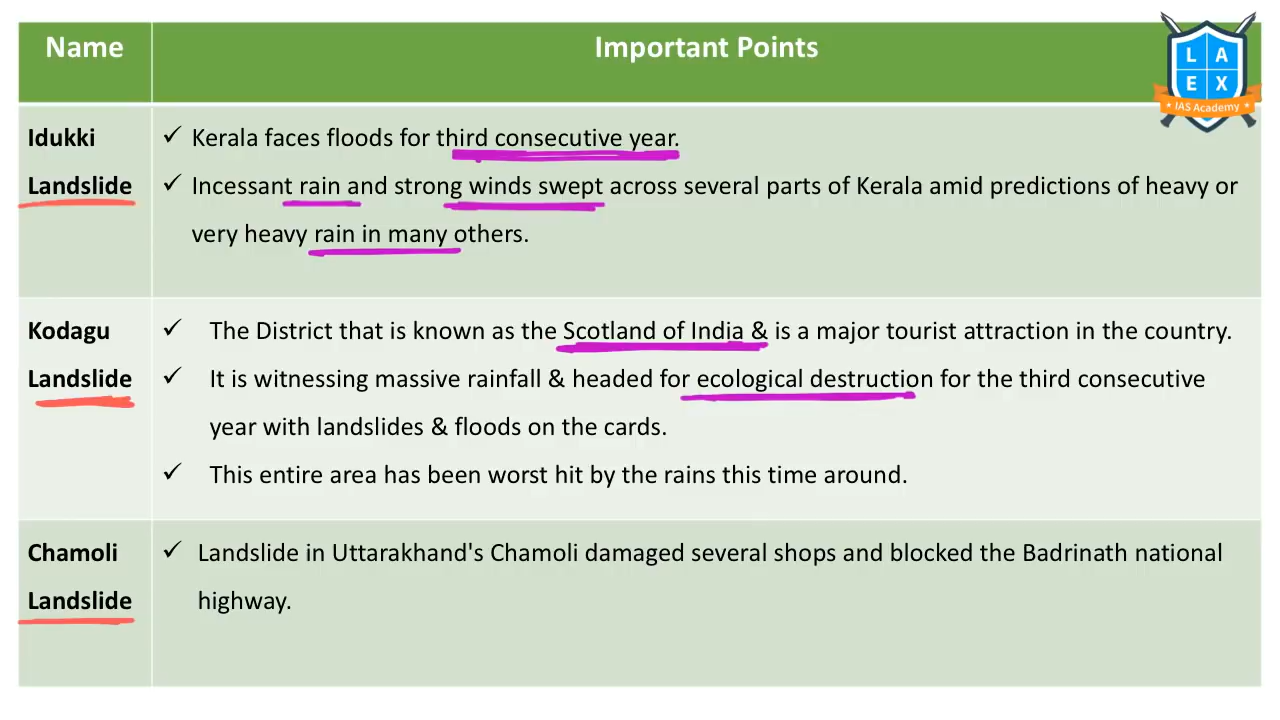 Name
Important Points
L A
E X
IAS Academy
Idukki
Landslide
✓ Kerala faces floods for third consecutive year.
✓ Incessant rain and strong winds swept across several parts of Kerala amid predictions of heavy or
very heavy rain in many others.
Kodagu
Landslide
✓ The District that is known as the Scotland of India & is a major tourist attraction in the country.
✓ It is witnessing massive rainfall & headed for ecological destruction for the third consecutive
year with landslides & floods on the cards.
✓ This entire area has been worst hit by the rains this time around.
Chamoli
Landslide
✓ Landslide in Uttarakhand's Chamoli damaged several shops and blocked the Badrinath national
highway.